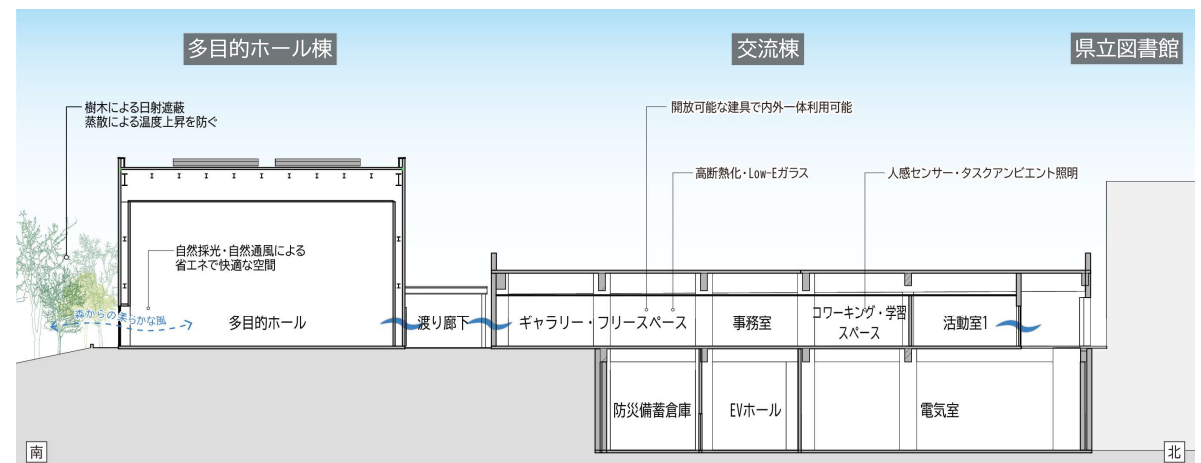 多目的ホール棟
交流棟
県立図書館
樹木による日射遮蔽
蒸散による温度上昇を防ぐ
開放可能な建具で内外一体利用可能
高断熱化・Low-Eガラス
人感センサー・タスクアンビエント照明
自然採光・自然通風による
省エネで快適な空間
森からの柔らかな風
多目的ホール
渡り廊下
ギャラリー・フリースペース
事務室
コワーキング・学習
スペース
活動室1
防災備蓄倉庫
EVホール
電気室
南
北